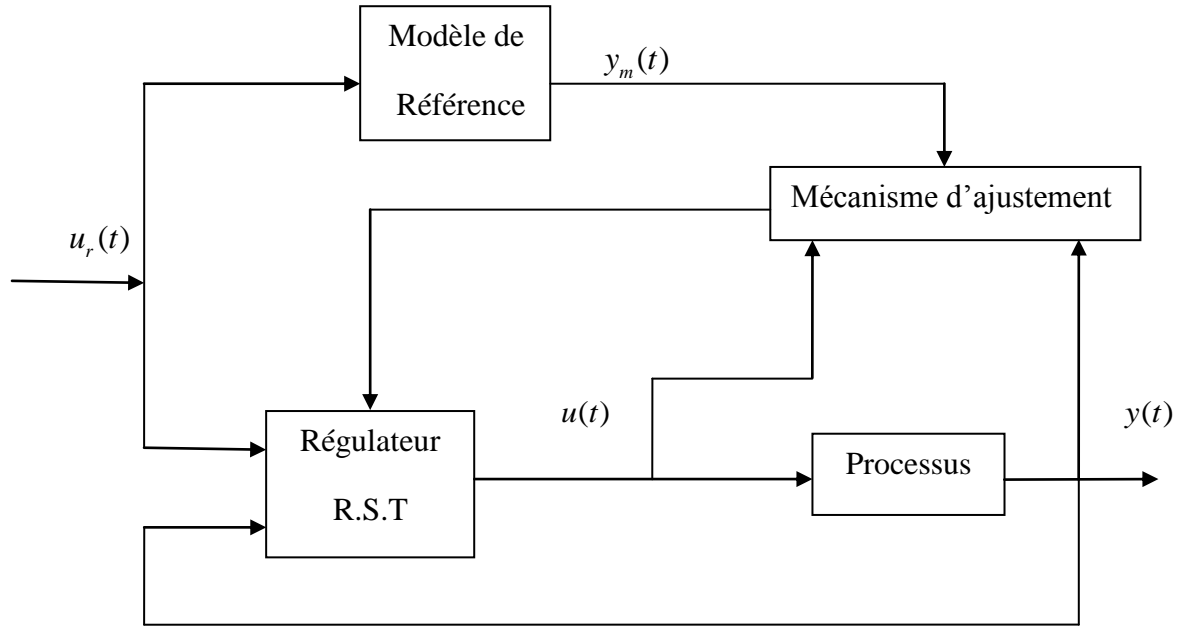 Modèle de
Référence
y_m(t)
Mécanisme d'ajustement
u_r(t)
Régulateur
R.S.T
u(t)
Processus
y(t)